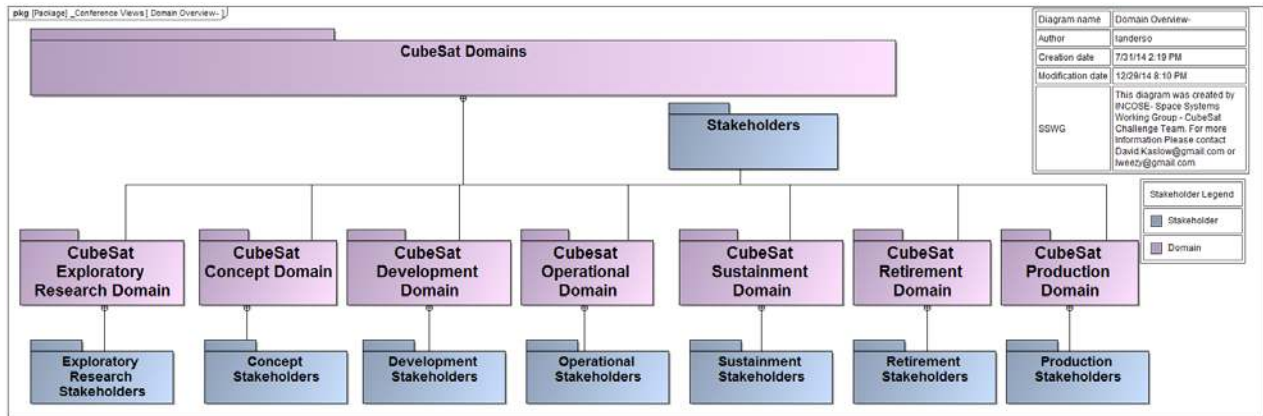 pkg [Package] _Conference Views [ Domain Overview- ]
CubeSat Domains
Stakeholders
Diagram name Domain Overview-
Author landerso
Creation date 7/31/14 2:19 PM
Modification date 12/29/14 8:10 PM
SSWG
This diagram was created by
INCOSE- Space Systems
Working Group - CubeSat
Challenge Team. For more
Information Please contact
David.Kaslow@gmail.com or
lweezy@gmail.com
Stakeholder Legend
Stakeholder
Domain
CubeSat
Exploratory
Research Domain
CubeSat
Concept Domain
CubeSat
Development
Domain
Cubesat
Operational
Domain
CubeSat
Sustainment
Domain
CubeSat
Retirement
Domain
CubeSat
Production
Domain
Exploratory
Research
Stakeholders
Concept
Stakeholders
Development
Stakeholders
Operational
Stakeholders
Sustainment
Stakeholders
Retirement
Stakeholders
Production
Stakeholders